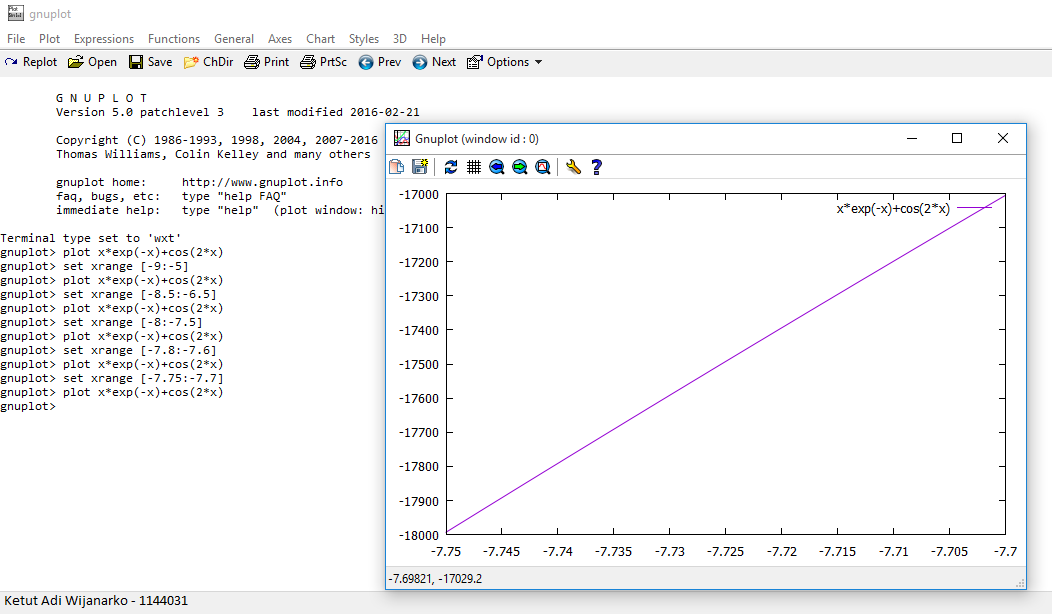 gnuplot
File Plot Expressions Functions General Axes Chart Styles 3D Help
Replot Open Save ChDir Print PrtSc Prev Next Options
G N U P L O T
Version 5.0 patchlevel 3    last modified 2016-02-21
Copyright (C) 1986-1993, 1998, 2004, 2007-2016
Thomas Williams, Colin Kelley and many others
gnuplot home:     http://www.gnuplot.info
faq, bugs, etc:   type "help FAQ"
immediate help:   type "help"  (plot window: hi
Terminal type set to 'wxt'
gnuplot> plot x*exp(-x)+cos(2*x)
gnuplot> set xrange [-9:-5]
gnuplot> plot x*exp(-x)+cos(2*x)
gnuplot> set xrange [-8.5:-6.5]
gnuplot> plot x*exp(-x)+cos(2*x)
gnuplot> set xrange [-8:-7.5]
gnuplot> plot x*exp(-x)+cos(2*x)
gnuplot> set xrange [-7.8:-7.6]
gnuplot> plot x*exp(-x)+cos(2*x)
gnuplot> set xrange [-7.75:-7.7]
gnuplot> plot x*exp(-x)+cos(2*x)
gnuplot>
Gnuplot (window id : 0)
x*exp(-x)+cos(2*x)
-17000
-17100
-17200
-17300
-17400
-17500
-17600
-17700
-17800
-17900
-18000
-7.75 -7.745 -7.74 -7.735 -7.73 -7.725 -7.72 -7.715 -7.71 -7.705 -7.7
-7.69821, -17029.2
Ketut Adi Wijanarko - 1144031